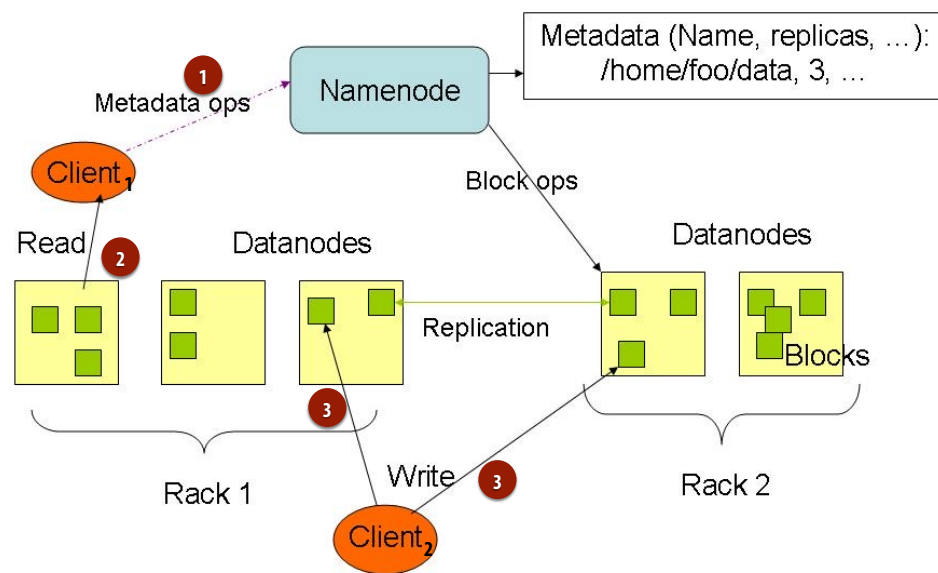 Metadata (Name, replicas, ...):
/home/foo/data, 3, ...
1
Metadata ops
Namenode
Client1
Block ops
Read
2
Datanodes
Datanodes
Replication
Blocks
3
Write
3
Rack 1
Rack 2
Client2